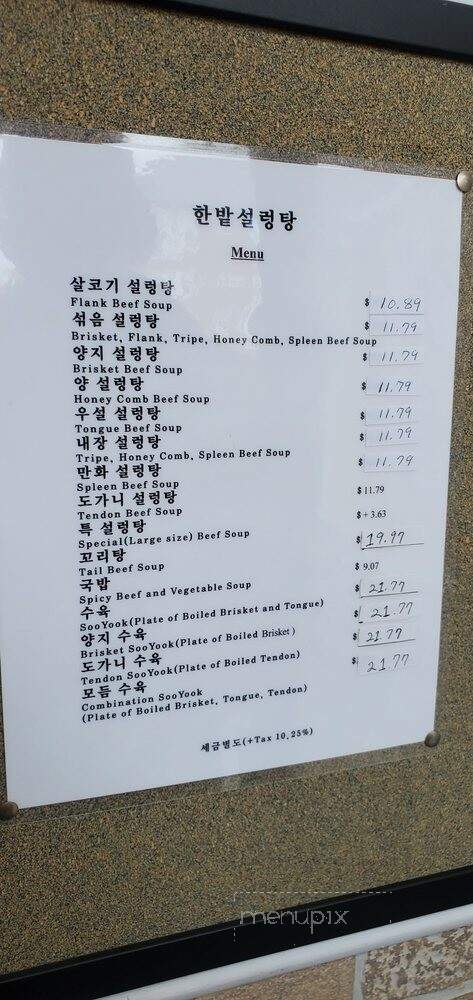 한밭설렁탕
Menu
살코기 설렁탕 $ 10.89
Flank Beef Soup
섞음 설렁탕 $ 11.79
Brisket, Flank, Tripe, Honey Comb, Spleen Beef Soup
양지 설렁탕 $ 11.79
Brisket Beef Soup
양 설렁탕 $ 11.79
Honey Comb Beef Soup
우설 설렁탕 $ 11.79
Tongue Beef Soup
내장 설렁탕 $ 11.79
Tripe, Honey Comb, Spleen Beef Soup
만화 설렁탕 $ 11.79
Spleen Beef Soup
도가니 설렁탕 $ 11.79
Tendon Beef Soup
특 설렁탕 $ + 3.63
Special(Large size) Beef Soup
꼬리탕 $ 19.97
Tail Beef Soup
국밥 $ 9.07
Spicy Beef and Vegetable Soup
수육 $ 21.77
SooYook(Plate of Boiled Brisket and Tongue)
양지 수육 $ 21.77
Brisket SooYook(Plate of Boiled Brisket)
도가니 수육 $ 21.77
Tendon SooYook(Plate of Boiled Tendon)
모듬 수육 $ 21.77
Combination SooYook
(Plate of Boiled Brisket, Tongue, Tendon)
세금별도(+Tax 10.25%)
menupix